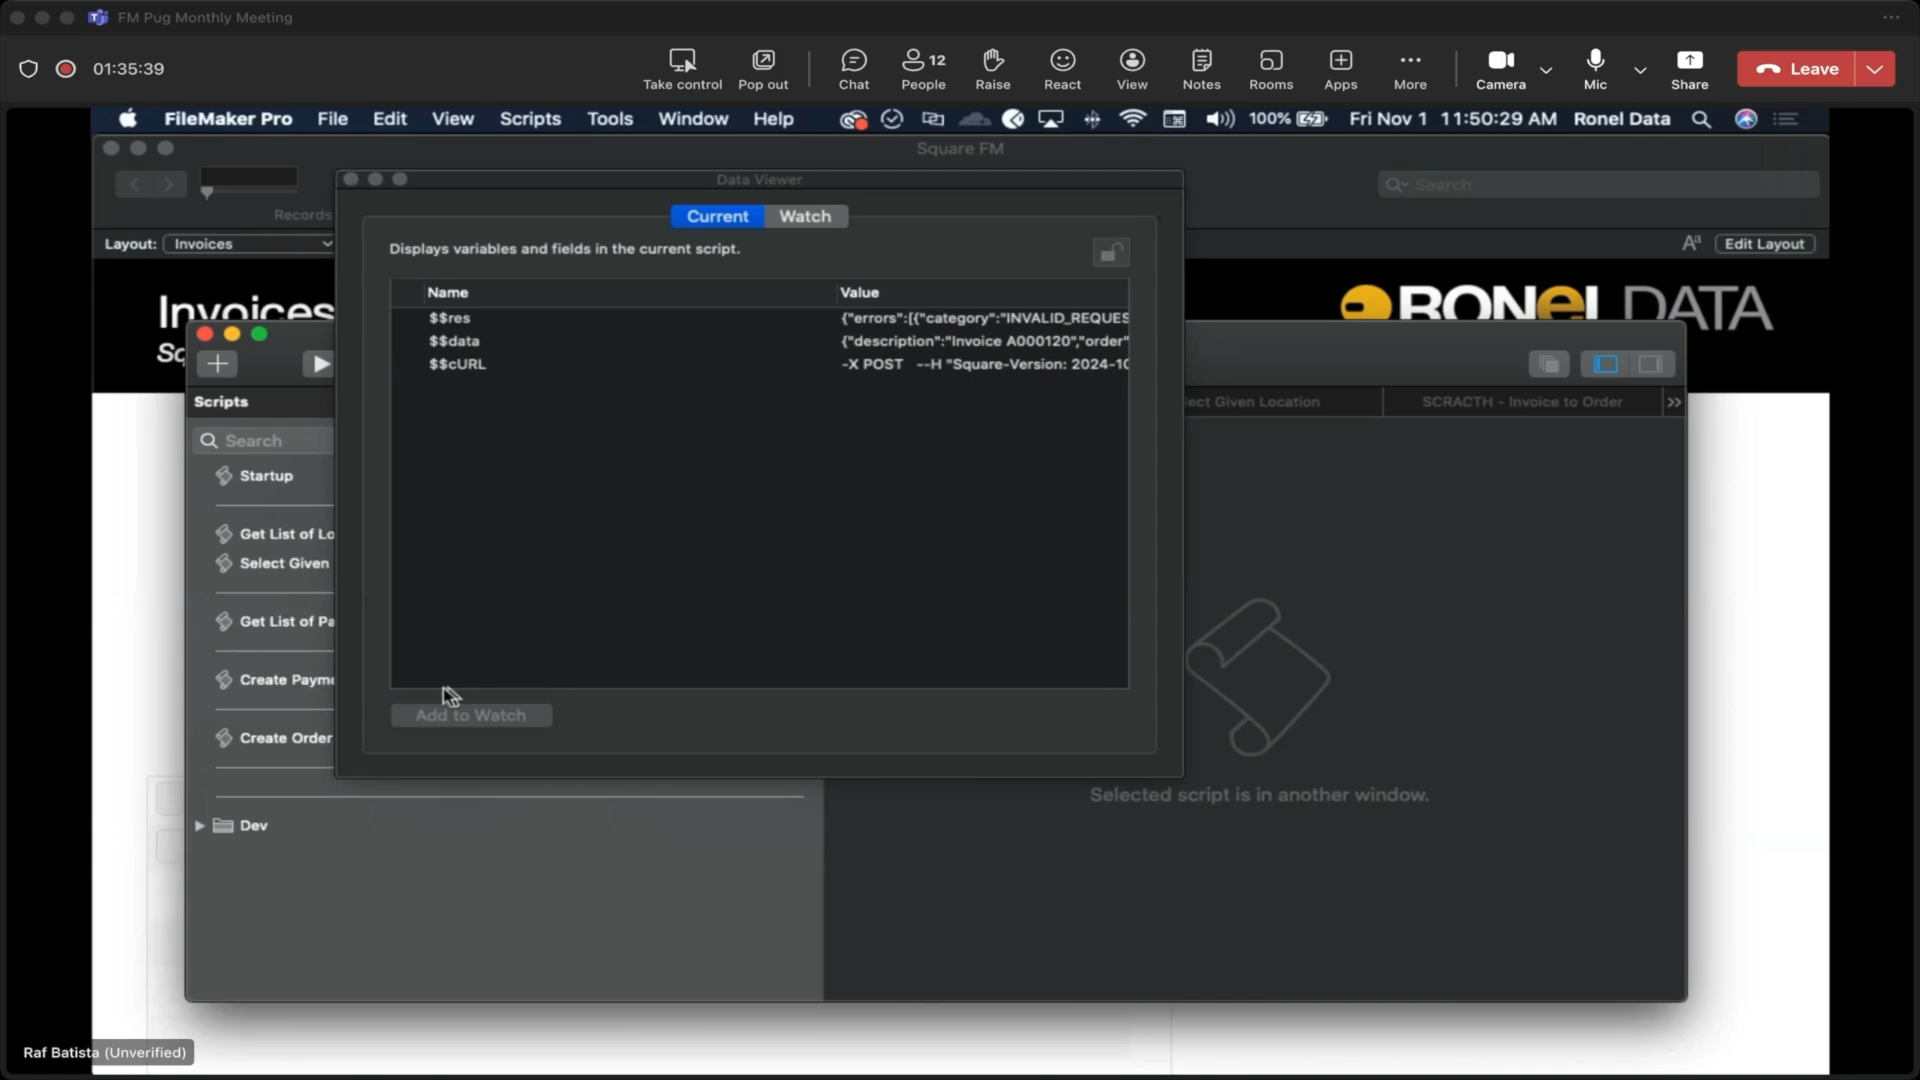 FM Pug Monthly Meeting
01:35:39
Take control
Pop out
Chat
12
People
Raise
React
View
Notes
Rooms
Apps
More
Camera
Mic
Share
Leave
FileMaker Pro File Edit View Scripts Tools Window Help 100% Fri Nov 1 11:50:29 AM Ronel Data
Square FM
Data Viewer
Search
Records
Current
Watch
Layout: Invoices
Displays variables and fields in the current script.
Edit Layout
Name
Value
Invoices
RONEL DATA
$$res {"errors":[{"category":"INVALID_REQUES
$$data {"description":"Invoice A000120","order"
$$cURL -X POST --H "Square-Version: 2024-10
Scripts
lect Given Location
SCRACTH - Invoice to Order
Search
Startup
Get List of Lo
Select Given
Get List of Pa
Create Payme
Create Order
Add to Watch
Selected script is in another window.
Dev
Raf Batista (Unverified)